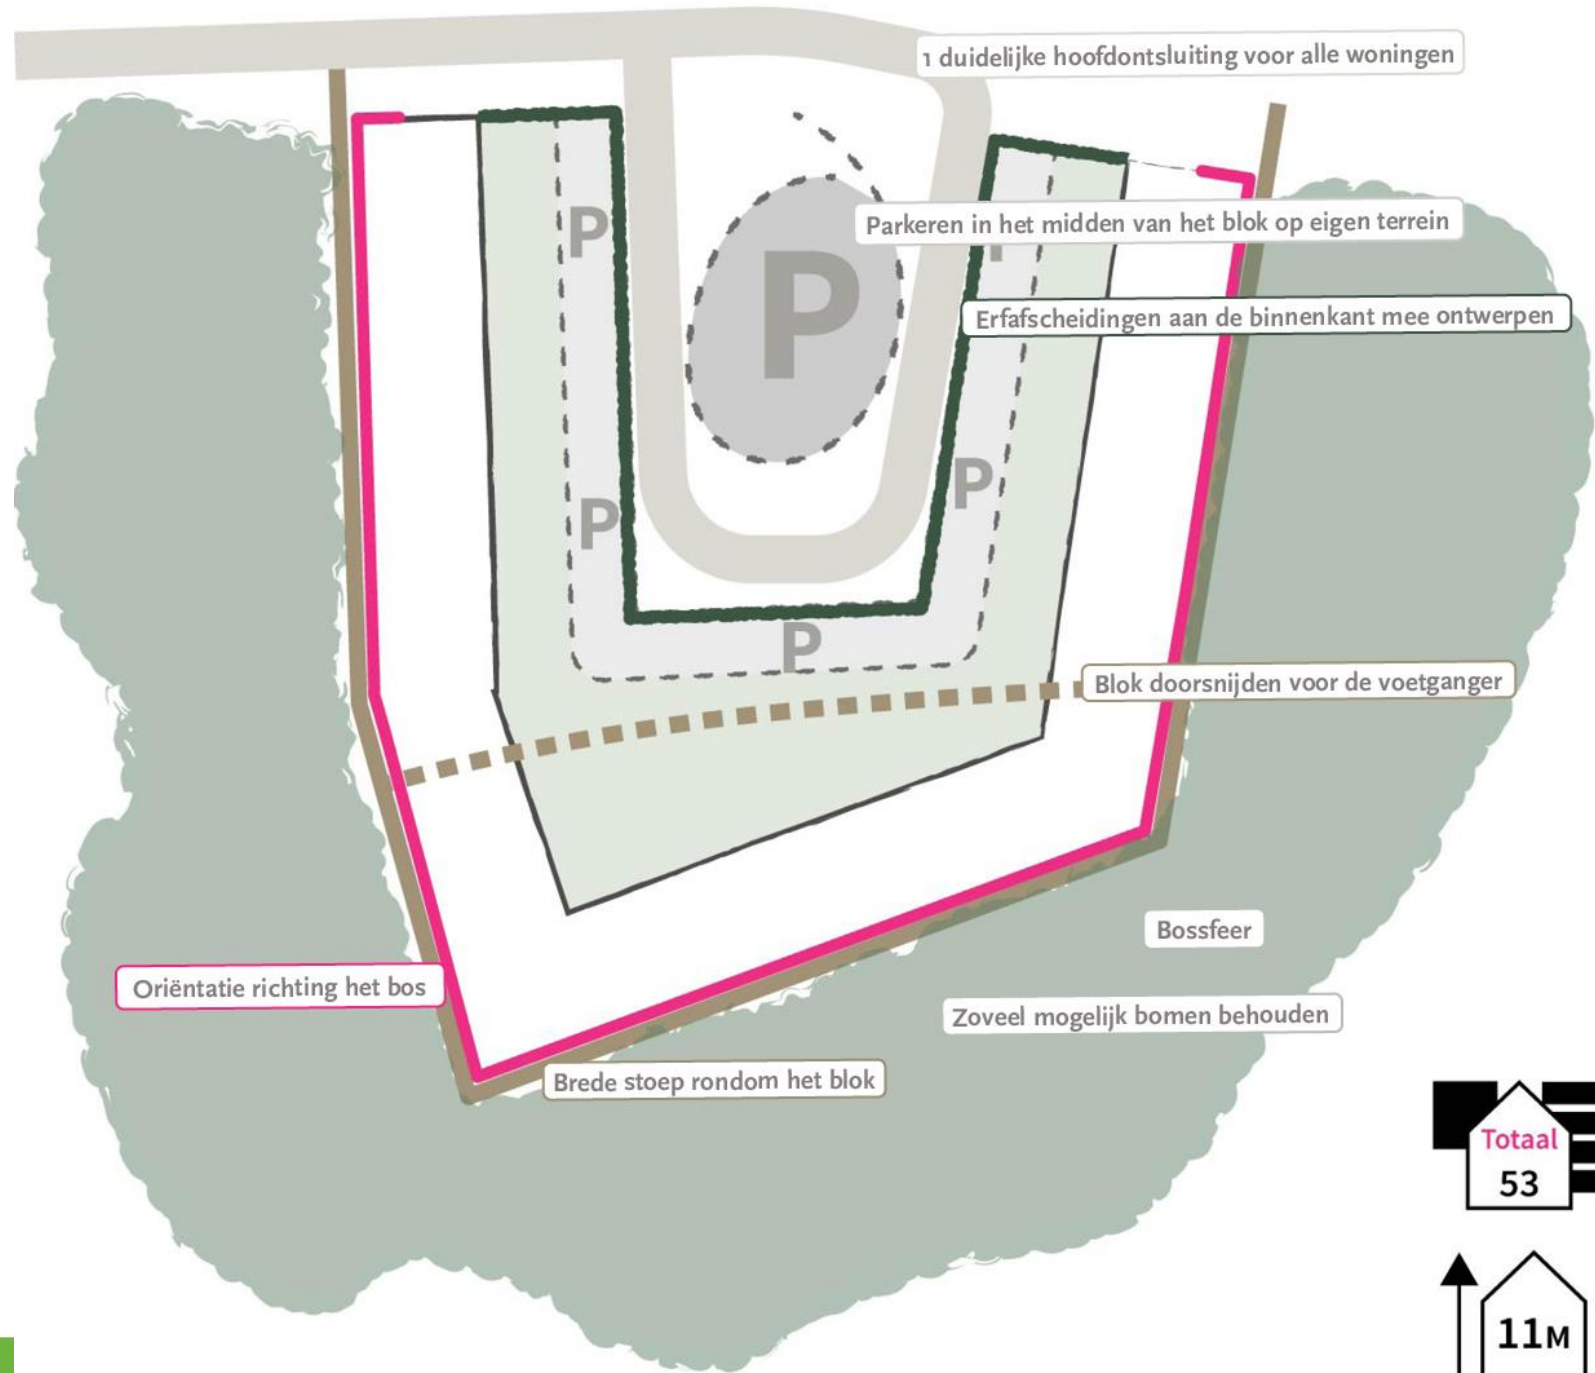 1 duidelijke hoofdontsluiting voor alle woningen
P
Parkeren in het midden van het blok op eigen terrein
P
Erfafscheidingen aan de binnenkant mee ontwerpen
P
P
P
Blok doorsnijden voor de voetganger
Bossfeer
Oriëntatie richting het bos
Zoveel mogelijk bomen behouden
Brede stoep rondom het blok
Totaal
53
11M